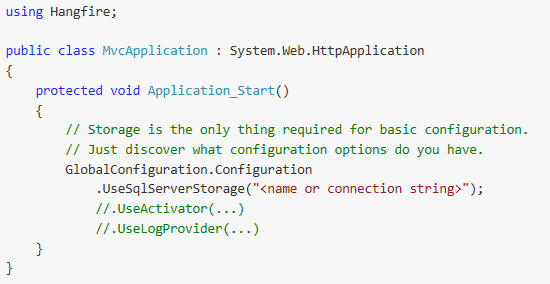 using Hangfire;

public class MvcApplication : System.Web.HttpApplication
{
    protected void Application_Start()
    {
        // Storage is the only thing required for basic configuration.
        // Just discover what configuration options do you have.
        GlobalConfiguration.Configuration
            .UseSqlServerStorage("<name or connection string>");
            //.UseActivator(...)
            //.UseLogProvider(...)
    }
}